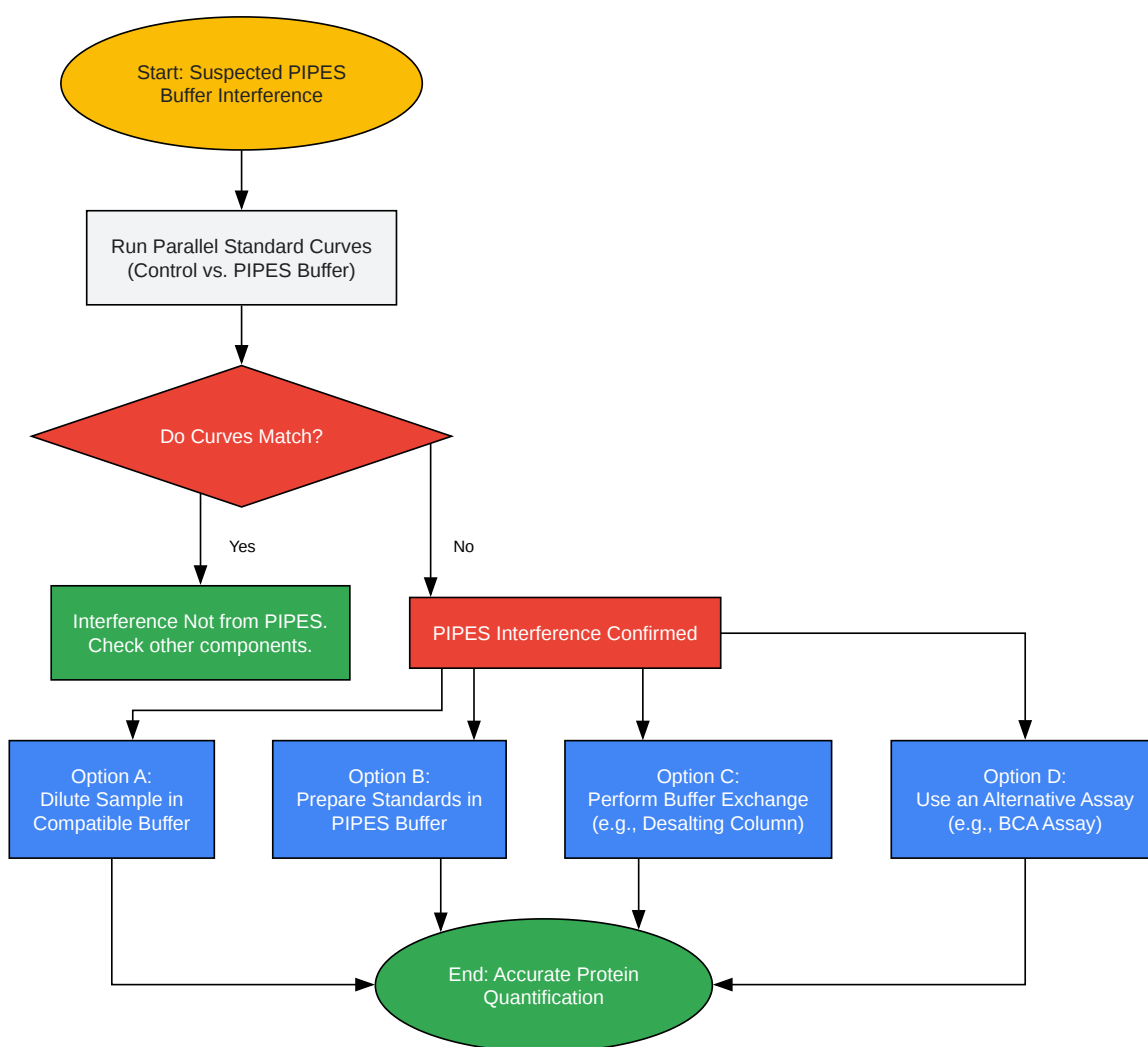 Start: Suspected PIPES
Buffer Interference
Run Parallel Standard Curves
(Control vs. PIPES Buffer)
Do Curves Match?
Yes
No
Interference Not from PIPES.
Check other components.
PIPES Interference Confirmed
Option A:
Dilute Sample in
Compatible Buffer
Option B:
Prepare Standards in
PIPES Buffer
Option C:
Perform Buffer Exchange
(e.g., Desalting Column)
Option D:
Use an Alternative Assay
(e.g., BCA Assay)
End: Accurate Protein
Quantification